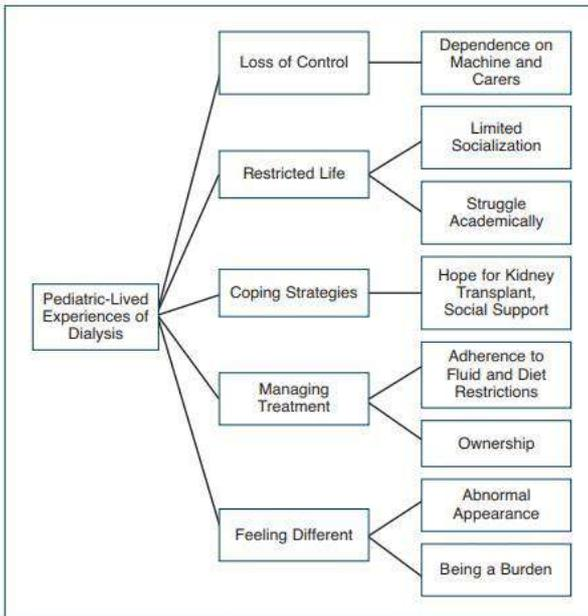 Loss of Control
Dependence on
Machine and
Carers
Limited
Socialization
Restricted Life
Struggle
Academically
Pediatric-Lived
Experiences of
Dialysis
Coping Strategies
Hope for Kidney
Transplant,
Social Support
Managing
Treatment
Adherence to
Fluid and Diet
Restrictions
Ownership
Feeling Different
Abnormal
Appearance
Being a Burden